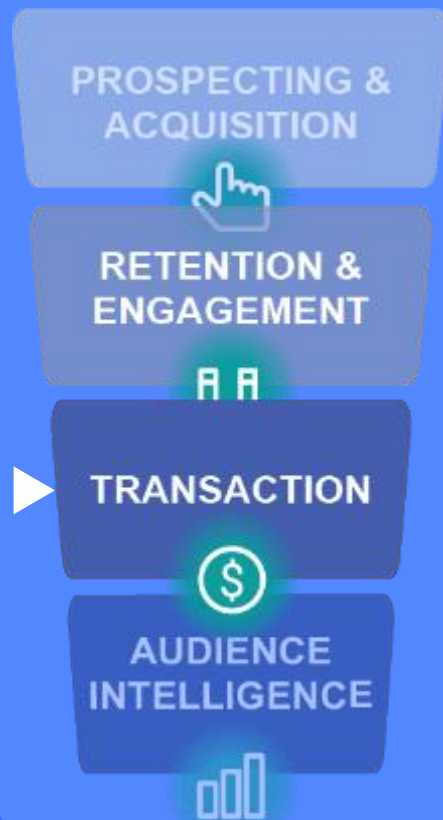 PROSPECTING &
ACQUISITION
RETENTION &
ENGAGEMENT
TRANSACTION
$
AUDIENCE
INTELLIGENCE